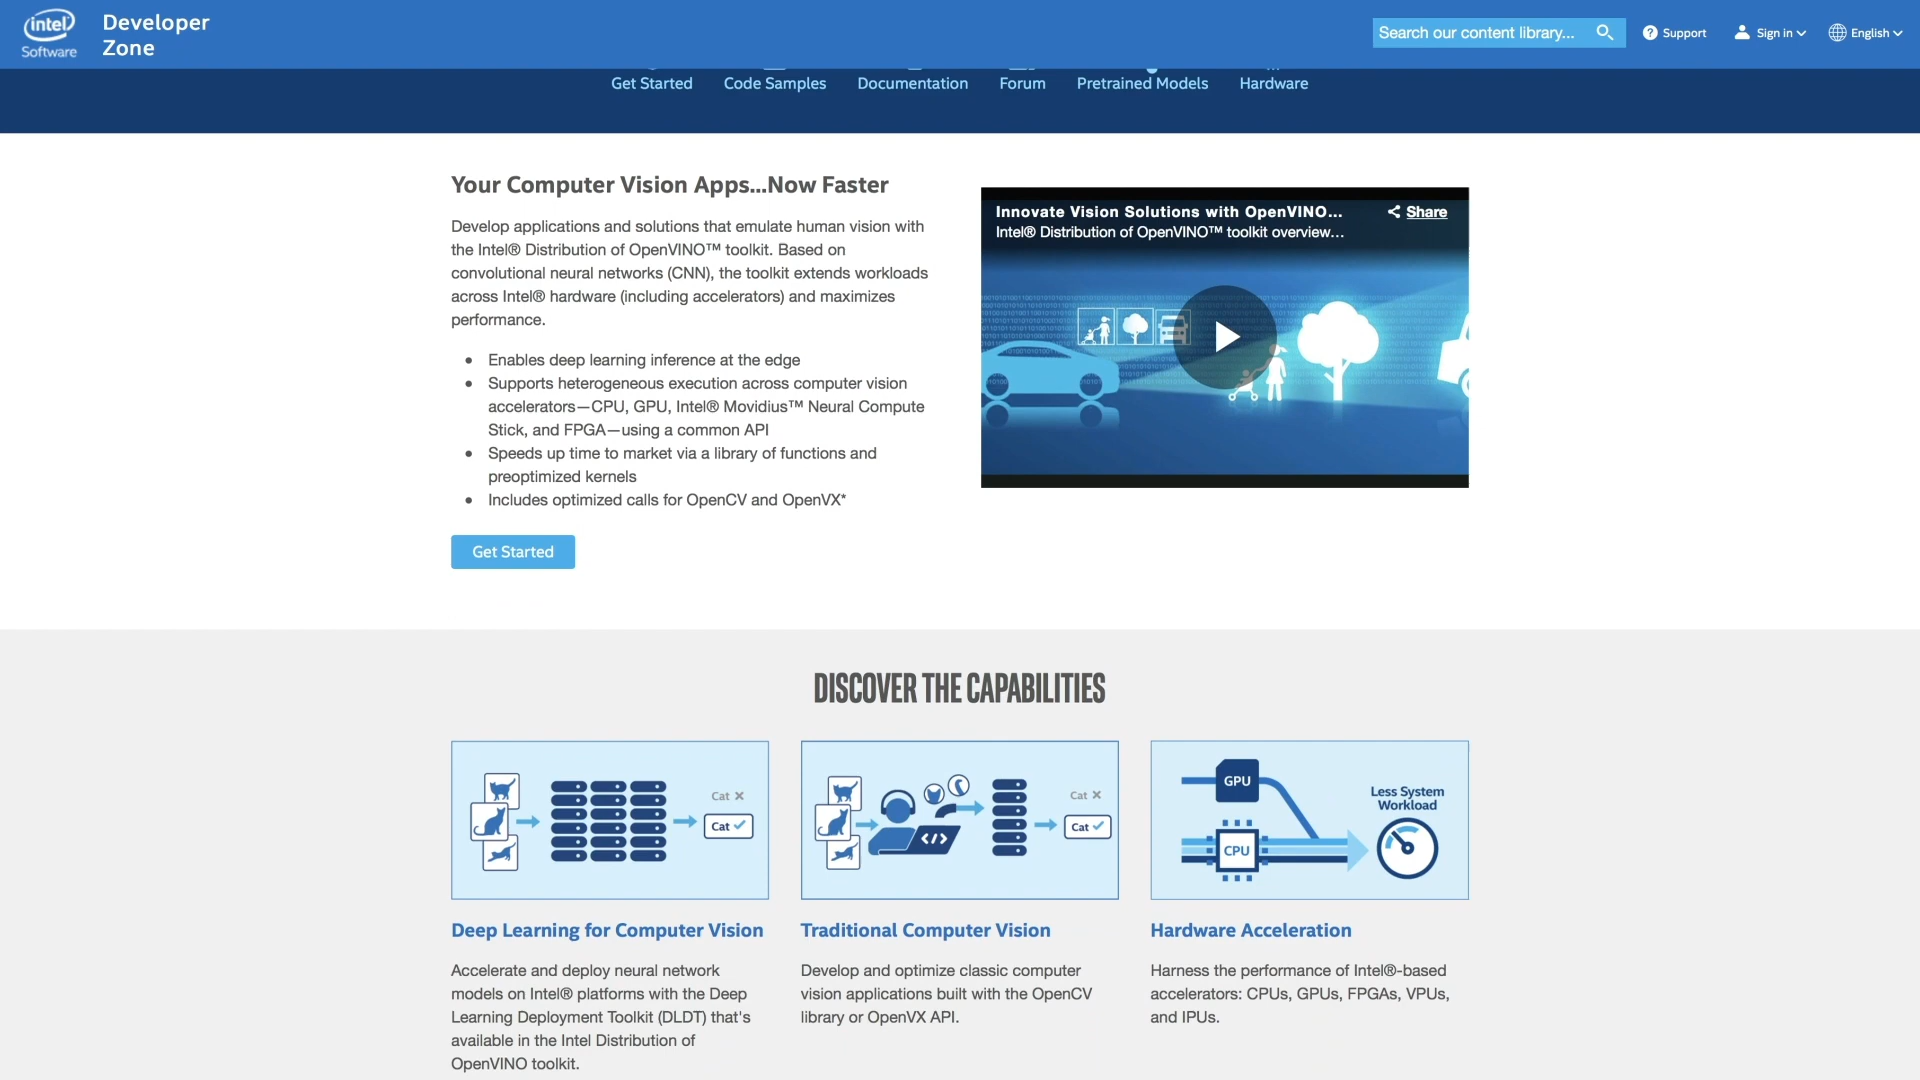 intel
Software
Developer
Zone
Search our content library...
? Support
Sign in
English
Get Started
Code Samples
Documentation
Forum
Pretrained Models
Hardware
Your Computer Vision Apps...Now Faster
Develop applications and solutions that emulate human vision with
the Intel® Distribution of OpenVINO™ toolkit. Based on
convolutional neural networks (CNN), the toolkit extends workloads
across Intel® hardware (including accelerators) and maximizes
performance.
• Enables deep learning inference at the edge
• Supports heterogeneous execution across computer vision
accelerators—CPU, GPU, Intel® Movidius™ Neural Compute
Stick, and FPGA—using a common API
• Speeds up time to market via a library of functions and
preoptimized kernels
• Includes optimized calls for OpenCV and OpenVX*
Get Started
Innovate Vision Solutions with OpenVINO...
Share
Intel® Distribution of OpenVINO™ toolkit overview...
DISCOVER THE CAPABILITIES
Cat ✕
Cat ✓
Cat ✕
</>
Cat ✓
GPU
Less System
Workload
CPU
Deep Learning for Computer Vision
Accelerate and deploy neural network
models on Intel® platforms with the Deep
Learning Deployment Toolkit (DLDT) that's
available in the Intel Distribution of
OpenVINO toolkit.
Traditional Computer Vision
Develop and optimize classic computer
vision applications built with the OpenCV
library or OpenVX API.
Hardware Acceleration
Harness the performance of Intel®-based
accelerators: CPUs, GPUs, FPGAs, VPUs,
and IPUs.